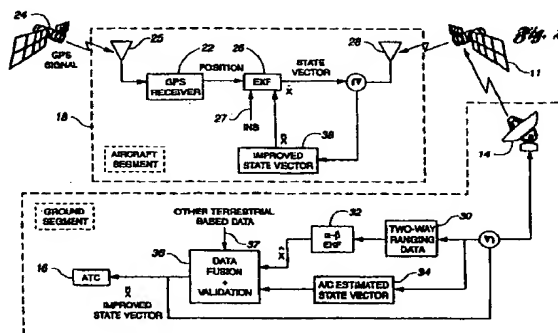 24
GPS
SIGNAL
25
22
26
28
Fig.
11
POSITION
STATE
VECTOR
GPS
RECEIVER
EKF
X
27
INS
38
18
IMPROVED
STATE VECTOR
AIRCRAFT
SEGMENT
14
GROUND
SEGMENT
OTHER TERRESTRIAL
BASED DATA
37
32
30
α-β
EKF
TWO-WAY
RANGING
DATA
36
16
ATC
DATA
FUSION
+
VALIDATION
X
34
A/C ESTIMATED
STATE VECTOR
X
IMPROVED
STATE VECTOR